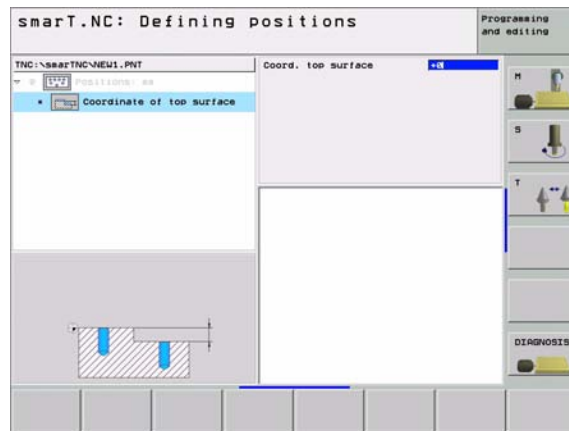 smarT.NC: Defining positions
Programming
and editing
TNC:\smarTNC\NEW1.PNT
Positions: mm
Coordinate of top surface
Coord. top surface
+0
M
S
T
DIAGNOSIS